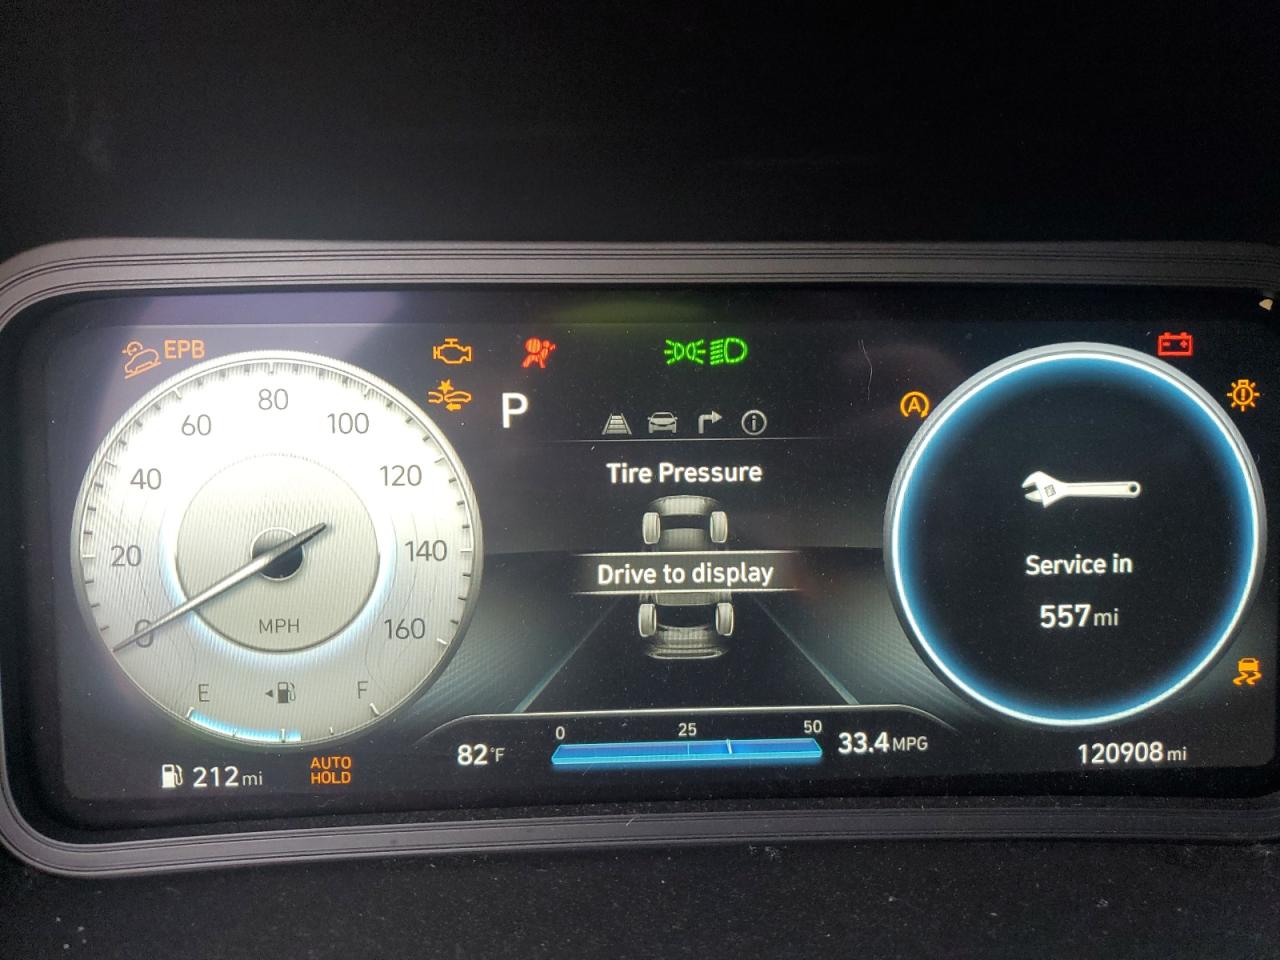 EPB
P
A
Tire Pressure
Drive to display
0
20
40
60
80
100
120
140
160
MPH
E
F
212mi
AUTO
HOLD
82°F
0
25
50
33.4MPG
Service in
557mi
120908mi